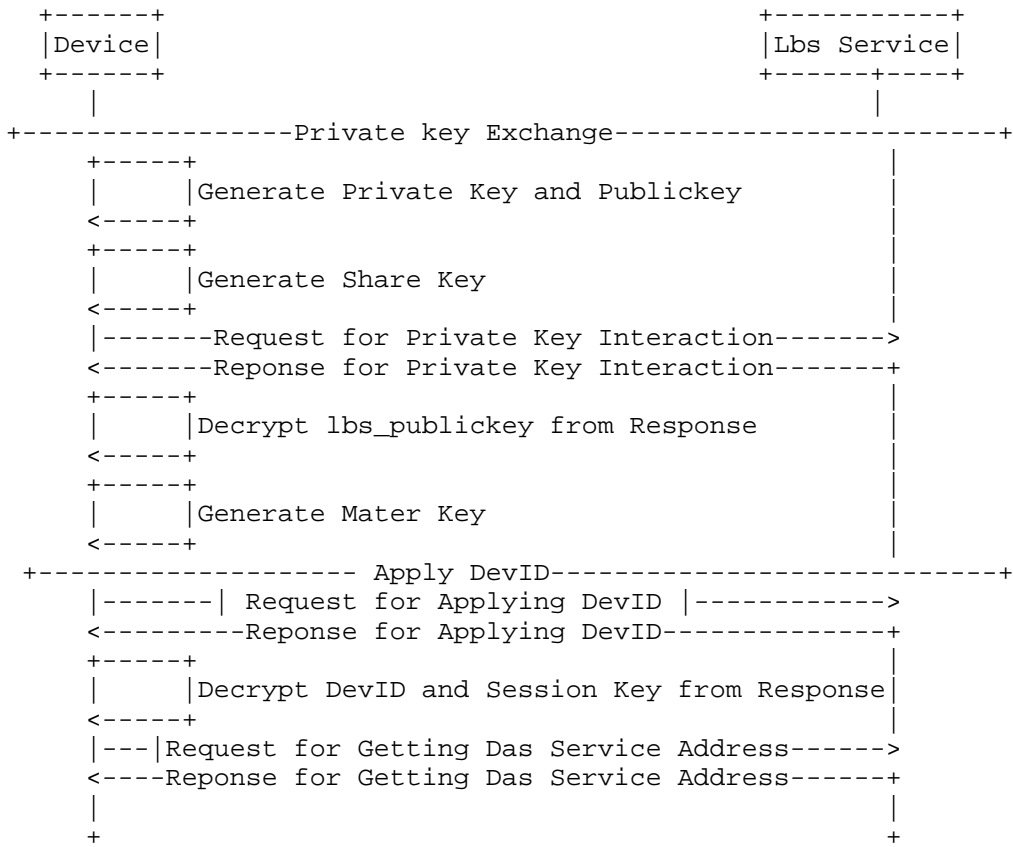 Device
Lbs Service
Private key Exchange
Generate Private Key and Publickey
Generate Share Key
Request for Private Key Interaction
Reponse for Private Key Interaction
Decrypt lbs_publickey from Response
Generate Mater Key
Apply DevID
Request for Applying DevID
Reponse for Applying DevID
Decrypt DevID and Session Key from Response
Request for Getting Das Service Address
Reponse for Getting Das Service Address